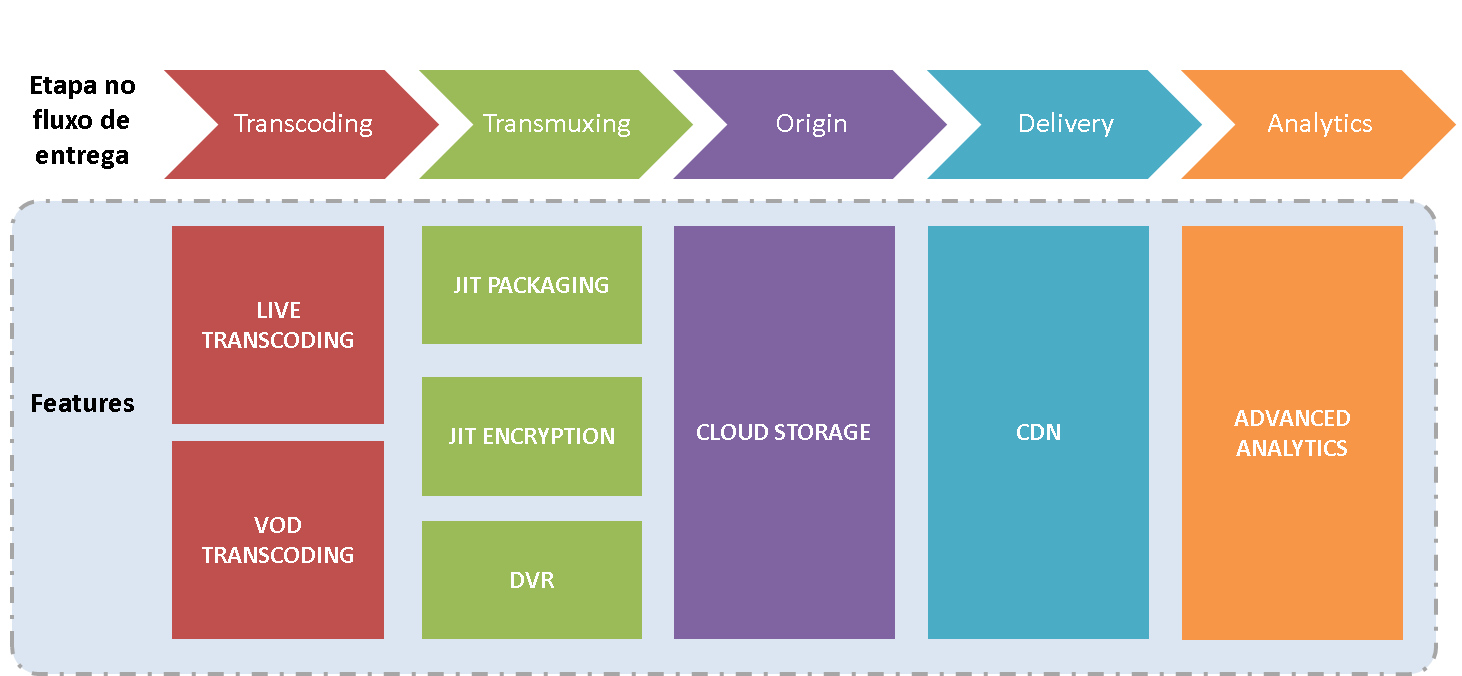 Etapa no
fluxo de
entrega
Transcoding
Transmuxing
Origin
Delivery
Analytics
Features
LIVE
TRANSCODING
VOD
TRANSCODING
JIT PACKAGING
JIT ENCRYPTION
DVR
CLOUD STORAGE
CDN
ADVANCED
ANALYTICS